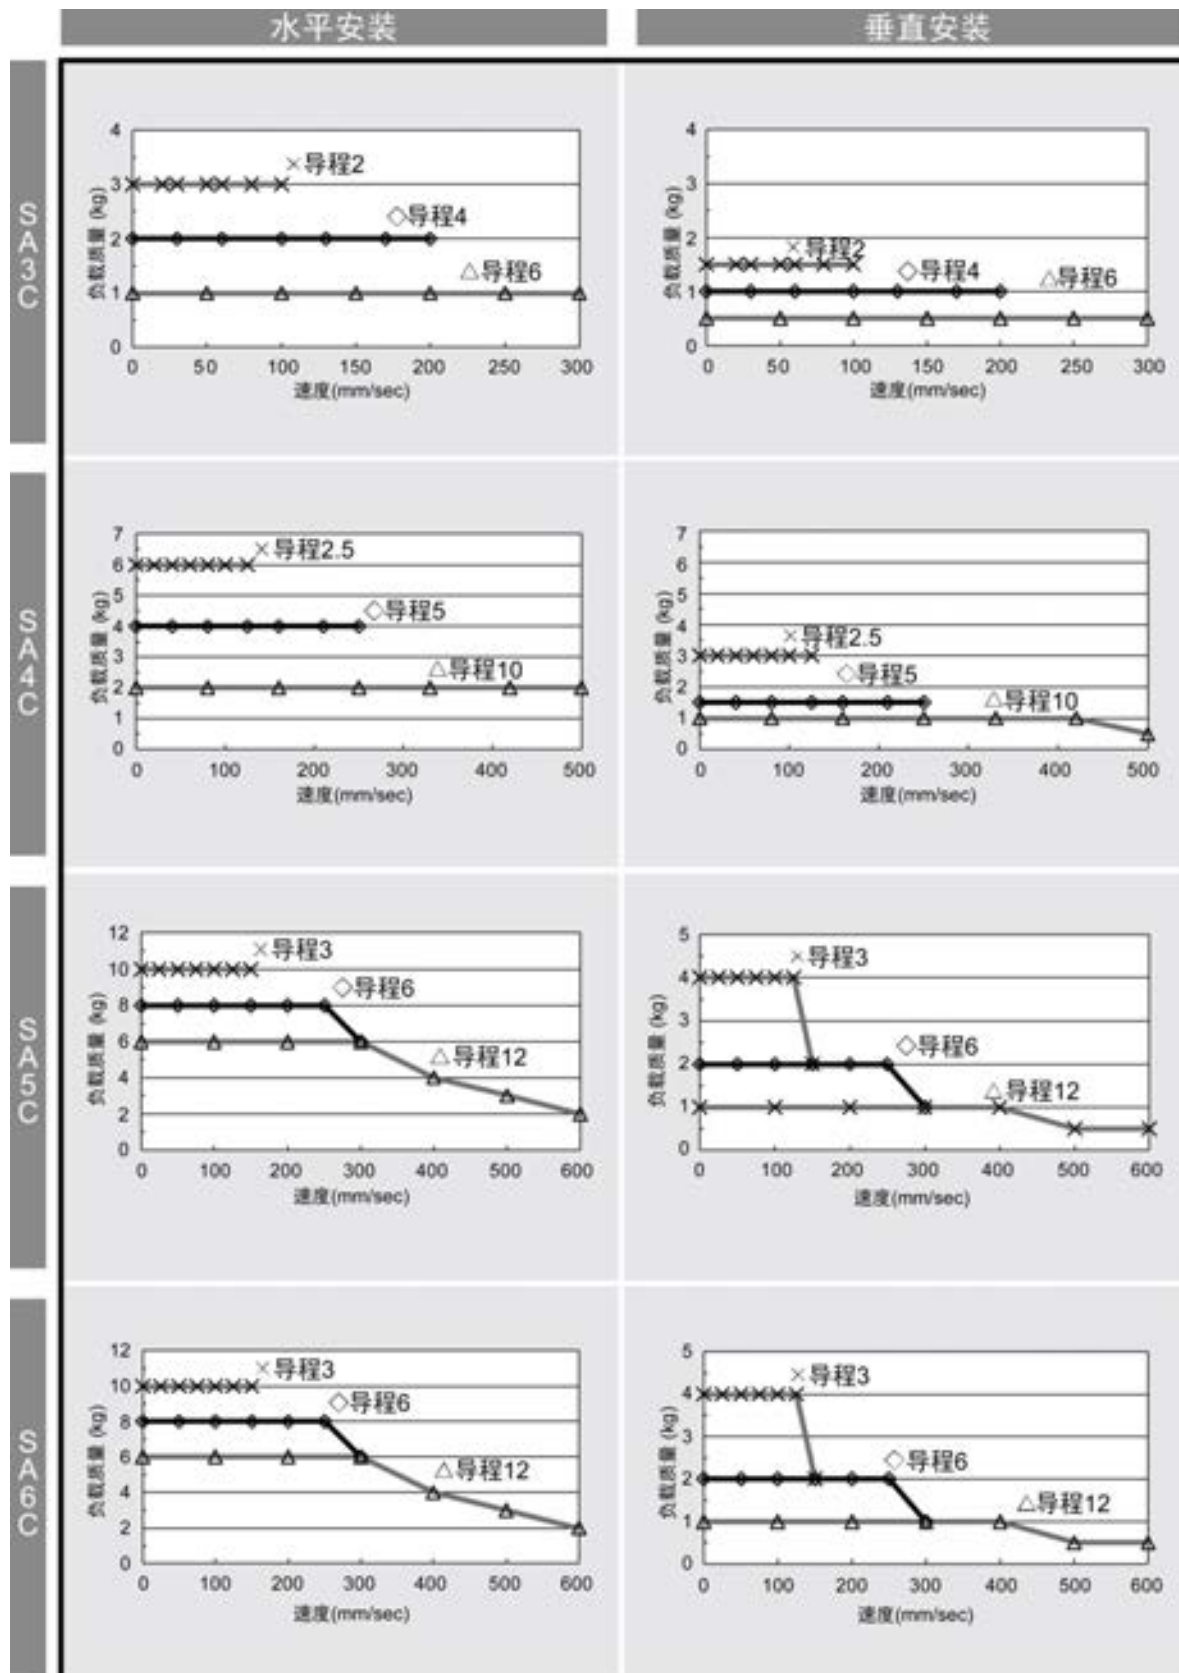 水平安装
垂直安装
SA3C
4
3
2
1
0
负载质量 (kg)
×导程2
◇导程4
△导程6
0 50 100 150 200 250 300
速度(mm/sec)
4
3
2
1
0
负载质量 (kg)
×导程2
◇导程4
△导程6
0 50 100 150 200 250 300
速度(mm/sec)
SA4C
7
6
5
4
3
2
1
0
负载质量 (kg)
×导程2.5
◇导程5
△导程10
0 100 200 300 400 500
速度(mm/sec)
7
6
5
4
3
2
1
0
负载质量 (kg)
×导程2.5
◇导程5
△导程10
0 100 200 300 400 500
速度(mm/sec)
SA5C
12
10
8
6
4
2
0
负载质量 (kg)
×导程3
◇导程6
△导程12
0 100 200 300 400 500 600
速度(mm/sec)
5
4
3
2
1
0
负载质量 (kg)
×导程3
◇导程6
△导程12
0 100 200 300 400 500 600
速度(mm/sec)
SA6C
12
10
8
6
4
2
0
负载质量 (kg)
×导程3
◇导程6
△导程12
0 100 200 300 400 500 600
速度(mm/sec)
5
4
3
2
1
0
负载质量 (kg)
×导程3
◇导程6
△导程12
0 100 200 300 400 500 600
速度(mm/sec)